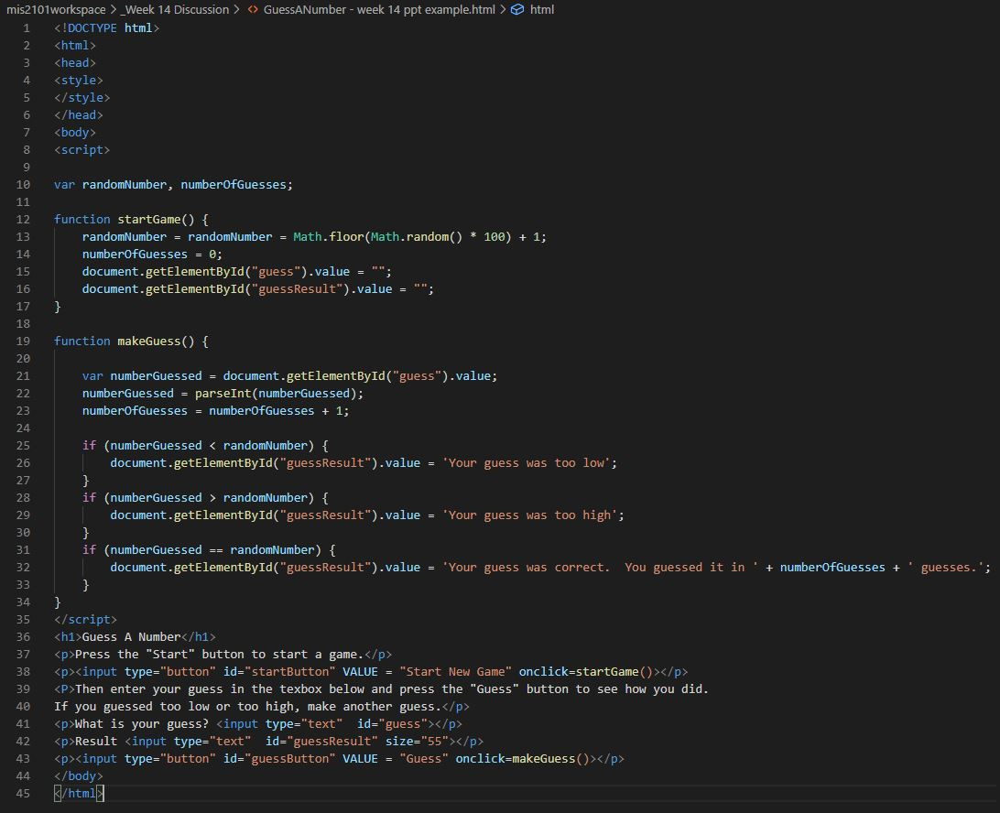 mis2101workspace > _Week 14 Discussion > <> GuessANumber - week 14 ppt example.html > html
1 <!DOCTYPE html>
2 <html>
3 <head>
4 <style>
5 </style>
6 </head>
7 <body>
8 <script>
9
10 var randomNumber, numberOfGuesses;
11
12 function startGame() {
13     randomNumber = randomNumber = Math.floor(Math.random() * 100) + 1;
14     numberOfGuesses = 0;
15     document.getElementById("guess").value = "";
16     document.getElementById("guessResult").value = "";
17 }
18
19 function makeGuess() {
20
21     var numberGuessed = document.getElementById("guess").value;
22     numberGuessed = parseInt(numberGuessed);
23     numberOfGuesses = numberOfGuesses + 1;
24
25     if (numberGuessed < randomNumber) {
26         document.getElementById("guessResult").value = 'Your guess was too low';
27     }
28     if (numberGuessed > randomNumber) {
29         document.getElementById("guessResult").value = 'Your guess was too high';
30     }
31     if (numberGuessed == randomNumber) {
32         document.getElementById("guessResult").value = 'Your guess was correct.  You guessed it in ' + numberOfGuesses + ' guesses.';
33     }
34 }
35 </script>
36 <h1>Guess A Number</h1>
37 <p>Press the "Start" button to start a game.</p>
38 <p><input type="button" id="startButton" VALUE = "Start New Game" onclick=startGame()></p>
39 <P>Then enter your guess in the texbox below and press the "Guess" button to see how you did.
40 If you guessed too low or too high, make another guess.</p>
41 <p>What is your guess? <input type="text"  id="guess"></p>
42 <p>Result <input type="text"  id="guessResult" size="55"></p>
43 <p><input type="button" id="guessButton" VALUE = "Guess" onclick=makeGuess()></p>
44 </body>
45 </html>